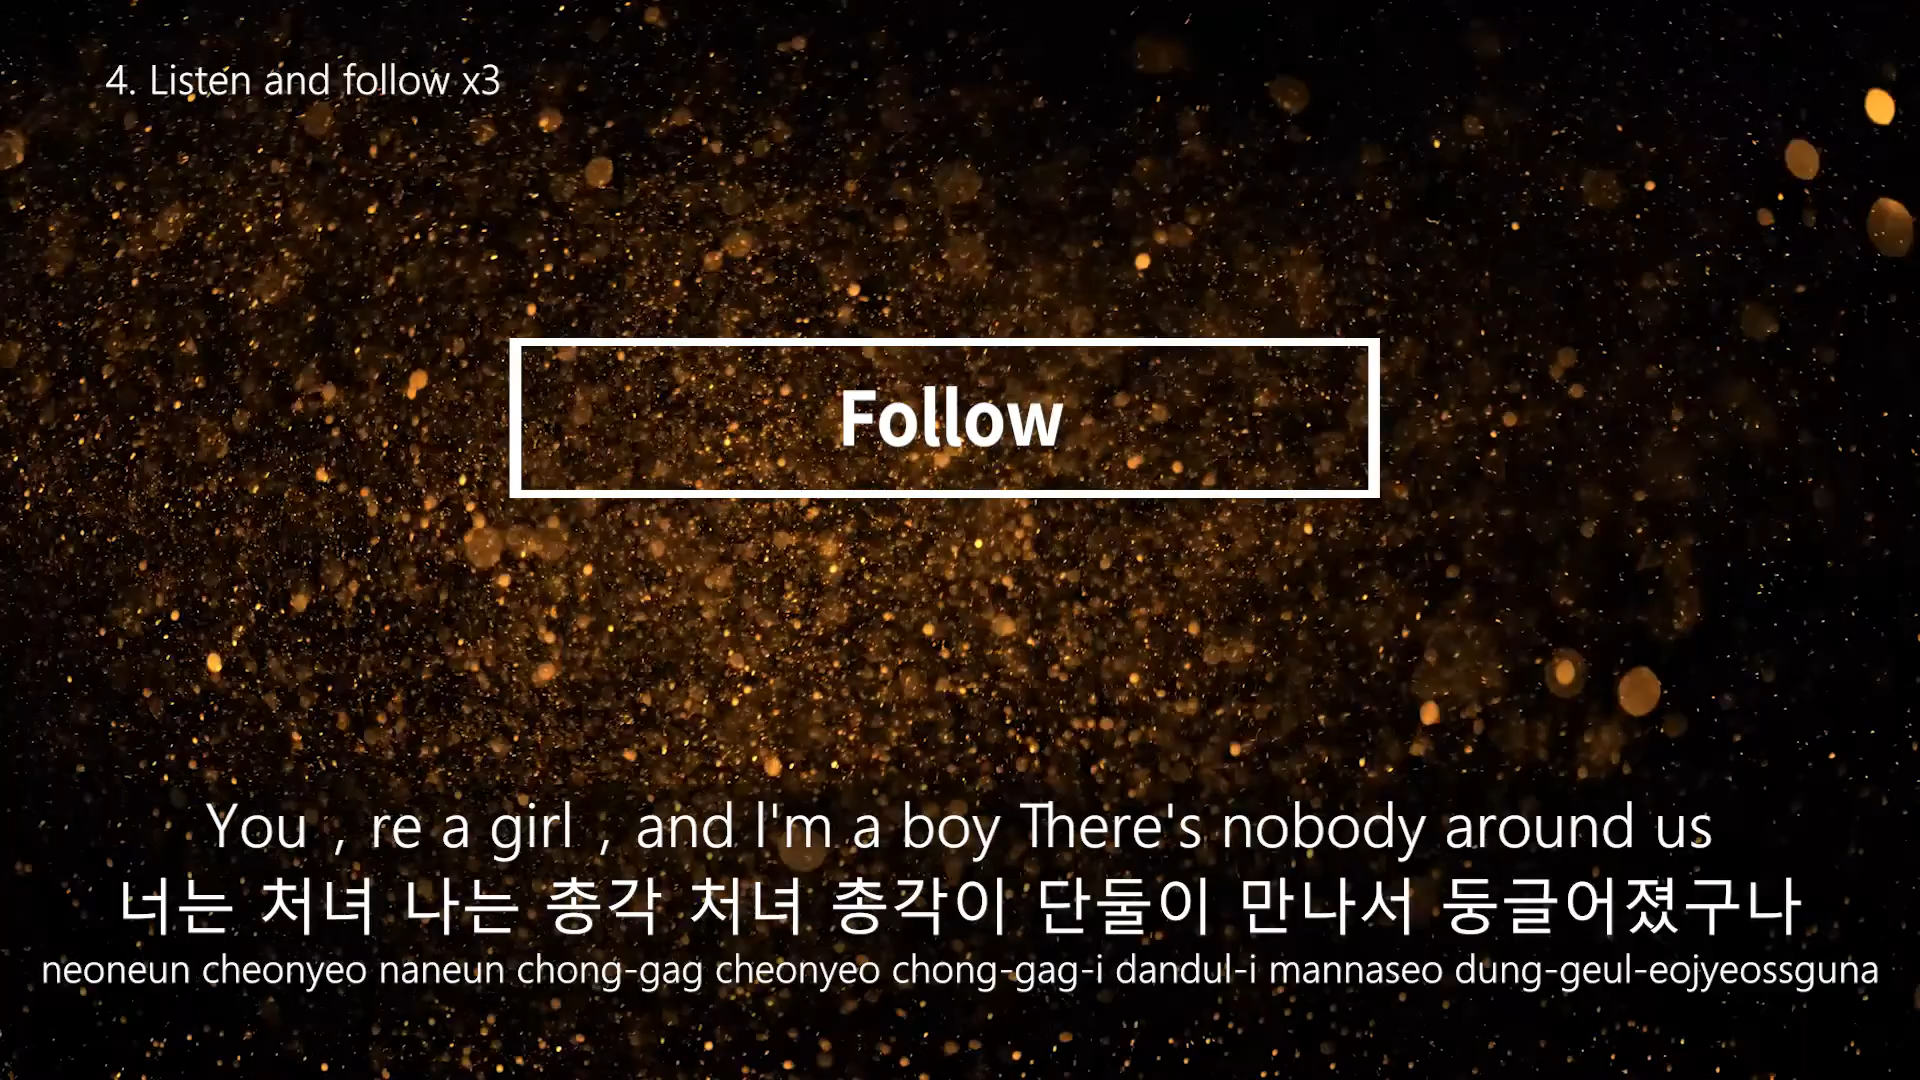 4. Listen and follow x3
Follow
You , re a girl , and I'm a boy There's nobody around us
너는 처녀 나는 총각 처녀 총각이 단둘이 만나서 둥글어졌구나
neoneun cheonyeo naneun chong-gag cheonyeo chong-gag-i dandul-i mannaseo dung-geul-eojyeossguna